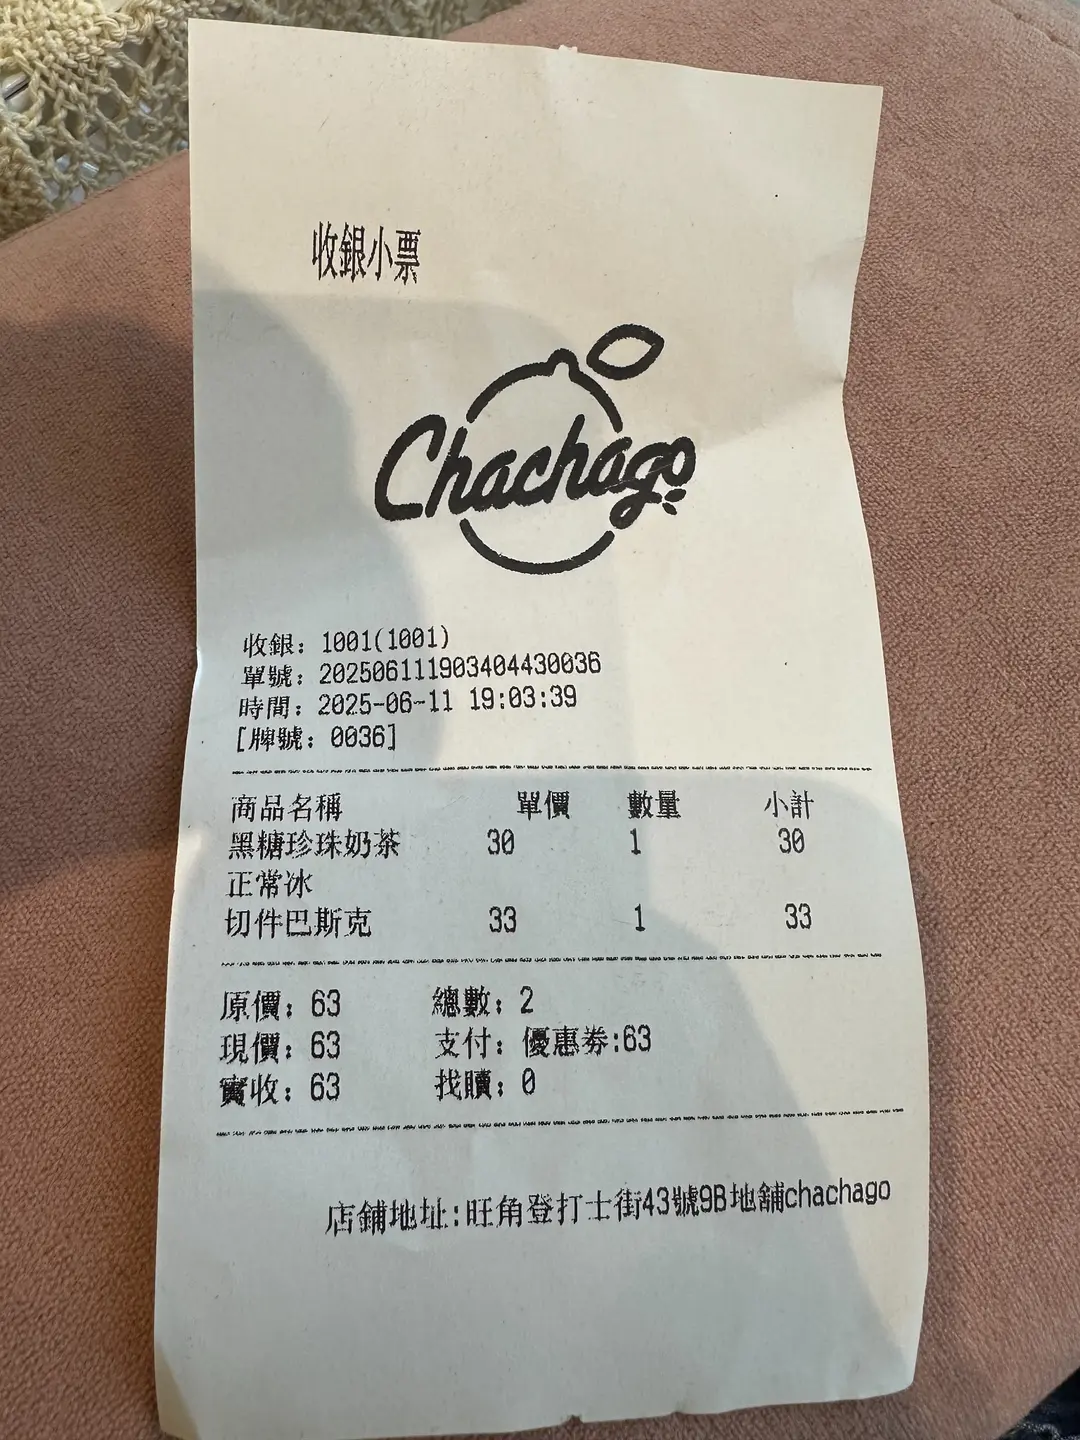 收銀小票
Chachago
收銀: 1001(1001)
單號: 202506111903404430036
時間: 2025-06-11 19:03:39
[牌號: 0036]
商品名稱 單價 數量 小計
黑糖珍珠奶茶 30 1 30
正常冰
切件巴斯克 33 1 33
原價: 63 總數: 2
現價: 63 支付: 優惠券:63
實收: 63 找贖: 0
店鋪地址:旺角登打士街43號9B地舖chachago